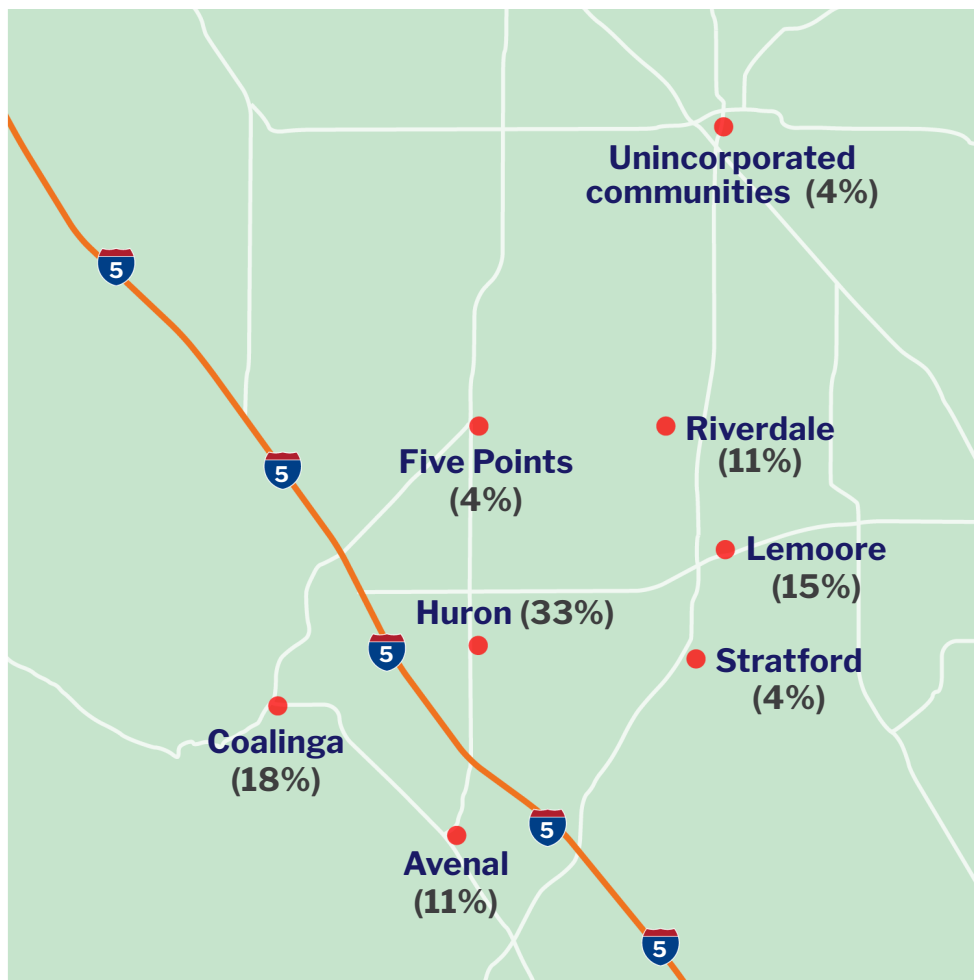 Unincorporated
communities (4%)
5
Riverdale
(11%)
Five Points
(4%)
5
Lemoore
(15%)
Huron (33%)
5
Stratford
(4%)
Coalinga
(18%)
5
Avenal
(11%)
5